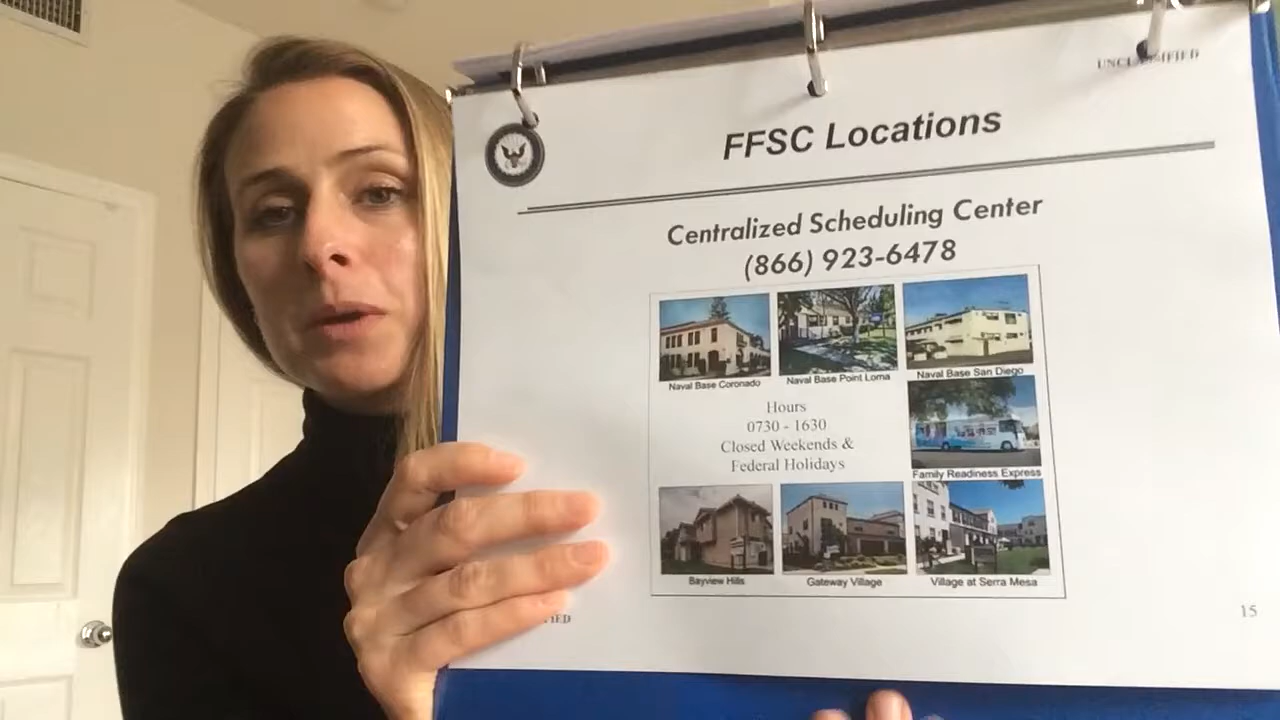 UNCLASSIFIED
FFSC Locations
Centralized Scheduling Center
(866) 923-6478
Naval Base Coronado
Naval Base Point Loma
Naval Base San Diego
Hours
0730 - 1630
Closed Weekends &
Federal Holidays
Family Readiness Express
Bayview Hills
Gateway Village
Village at Serra Mesa
15